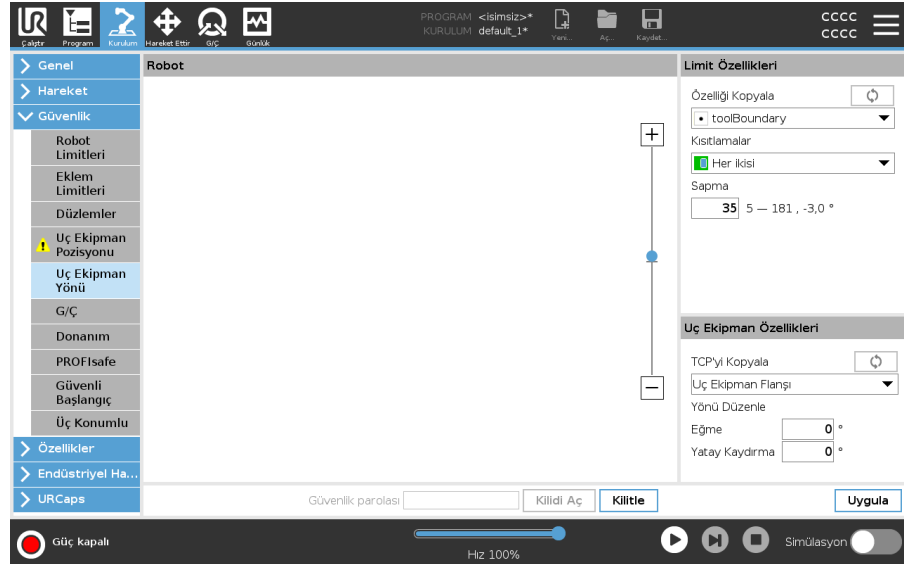 PROGRAM <isimsiz>*
KURULUM default_1*
Çalıştır
Program
Kurulum
Hareket Ettir
G/Ç
Günlük
Yeni...
Aç...
Kaydet...
cccc
cccc
Genel
Hareket
Güvenlik
Robot
Limitleri
Eklem
Limitleri
Düzlemler
Uç Ekipman
Pozisyonu
Uç Ekipman
Yönü
G/Ç
Donanım
PROFIsafe
Güvenli
Başlangıç
Üç Konumlu
Özellikler
Endüstriyel Ha...
URCaps
Robot
Limit Özellikleri
Özelliği Kopyala
toolBoundary
Kısıtlamalar
Her ikisi
Sapma
35 5 — 181 , -3,0 °
Uç Ekipman Özellikleri
TCP'yi Kopyala
Uç Ekipman Flanşı
Yönü Düzenle
Eğme 0 °
Yatay Kaydırma 0 °
Güvenlik parolası
Kilidi Aç
Kilitle
Uygula
Güç kapalı
Hız 100%
Simülasyon